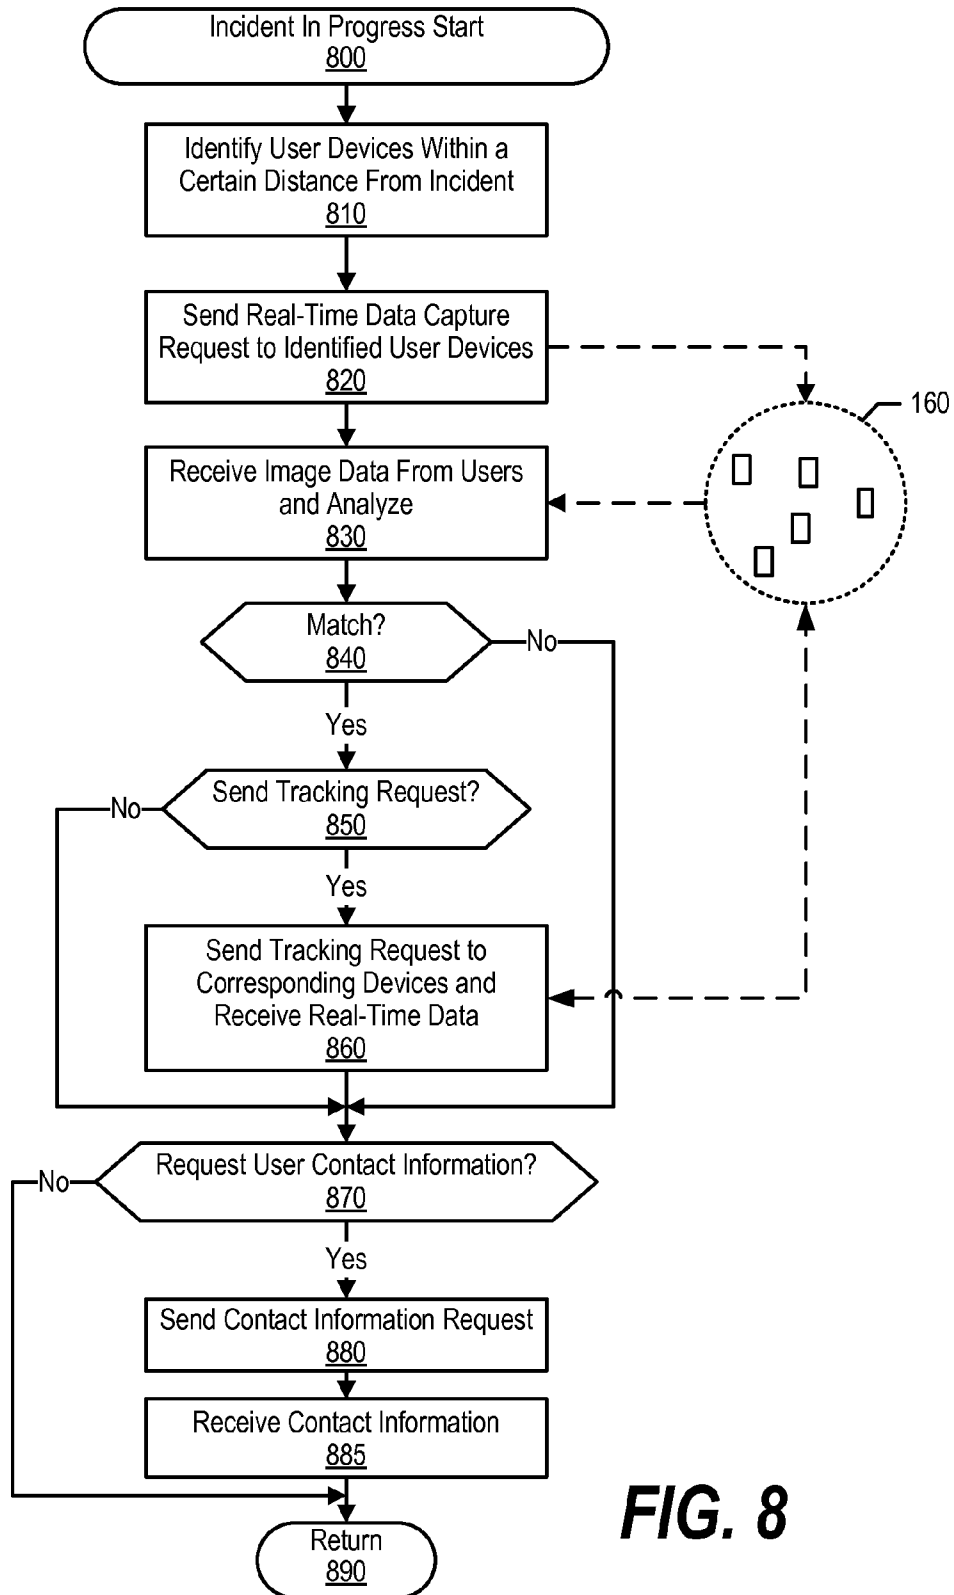 Incident In Progress Start
800
Identify User Devices Within a
Certain Distance From Incident
810
Send Real-Time Data Capture
Request to Identified User Devices
820
160
Receive Image Data From Users
and Analyze
830
Match?
840
No
Yes
Send Tracking Request?
850
No
Yes
Send Tracking Request to
Corresponding Devices and
Receive Real-Time Data
860
Request User Contact Information?
870
No
Yes
Send Contact Information Request
880
Receive Contact Information
885
Return
890
FIG. 8